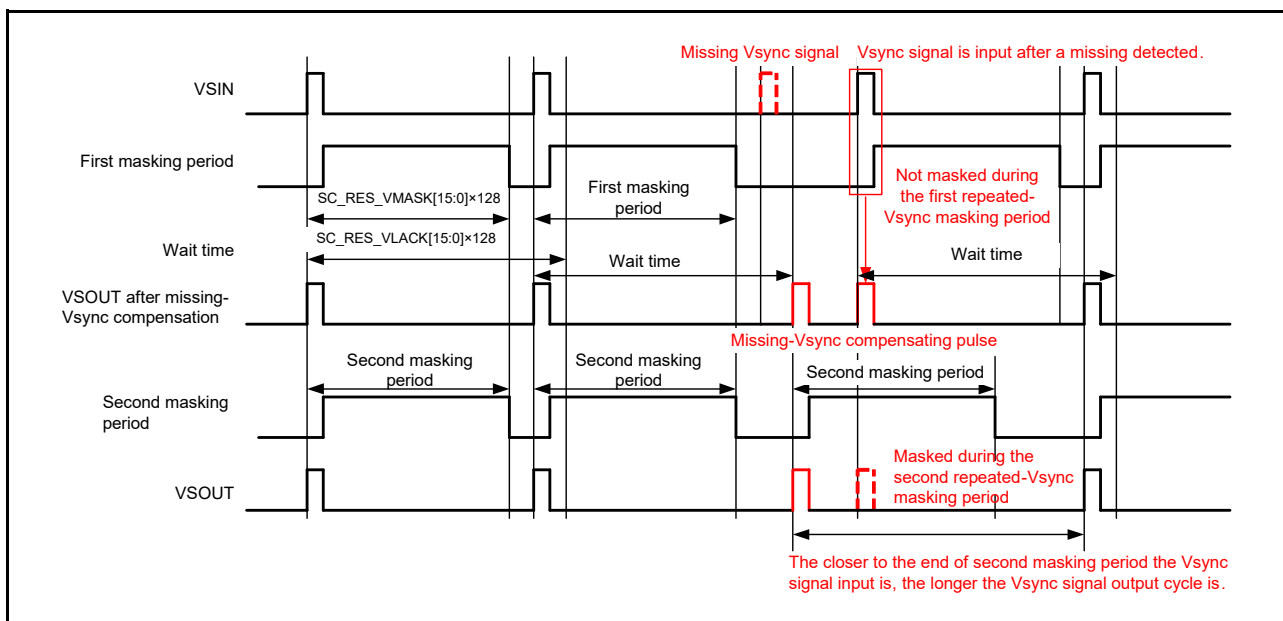 Missing Vsync signal
Vsync signal is input after a missing detected.
VSIN
First masking period
SC_RES_VMASK[15:0]×128
First masking
period
Not masked during
the first repeated-
Vsync masking period
SC_RES_VLACK[15:0]×128
Wait time
Wait time
Wait time
VSOUT after missing-
Vsync compensation
Missing-Vsync compensating pulse
Second masking
period
Second masking
period
Second masking period
Second masking
period
Masked during the
second repeated-Vsync
masking period
VSOUT
The closer to the end of second masking period the Vsync
signal input is, the longer the Vsync signal output cycle is.